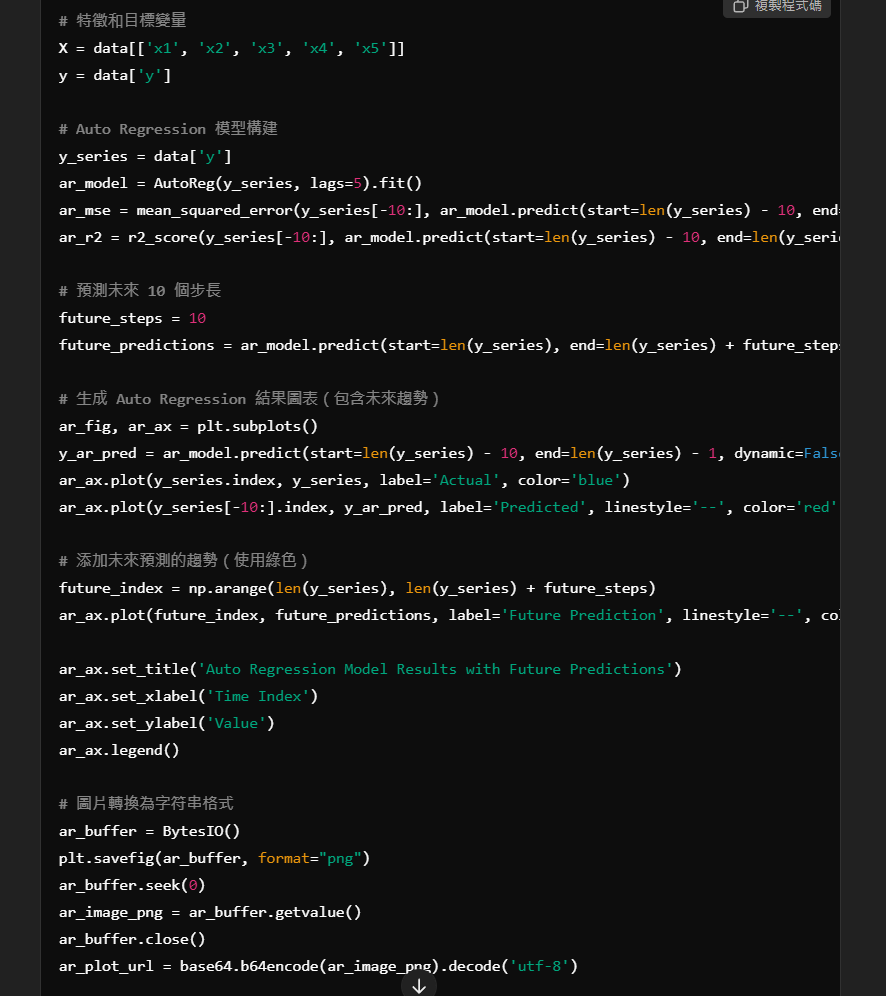 複製程式碼
# 特徵和目標變量
X = data[['x1', 'x2', 'x3', 'x4', 'x5']]
y = data['y']
# Auto Regression 模型構建
y_series = data['y']
ar_model = AutoReg(y_series, lags=5).fit()
ar_mse = mean_squared_error(y_series[-10:], ar_model.predict(start=len(y_series) - 10, end=
ar_r2 = r2_score(y_series[-10:], ar_model.predict(start=len(y_series) - 10, end=len(y_serie
# 預測未來 10 個步長
future_steps = 10
future_predictions = ar_model.predict(start=len(y_series), end=len(y_series) + future_step
# 生成 Auto Regression 結果圖表（包含未來趨勢）
ar_fig, ar_ax = plt.subplots()
y_ar_pred = ar_model.predict(start=len(y_series) - 10, end=len(y_series) - 1, dynamic=Fals
ar_ax.plot(y_series.index, y_series, label='Actual', color='blue')
ar_ax.plot(y_series[-10:].index, y_ar_pred, label='Predicted', linestyle='--', color='red'
# 添加未來預測的趨勢（使用綠色）
future_index = np.arange(len(y_series), len(y_series) + future_steps)
ar_ax.plot(future_index, future_predictions, label='Future Prediction', linestyle='--', co
ar_ax.set_title('Auto Regression Model Results with Future Predictions')
ar_ax.set_xlabel('Time Index')
ar_ax.set_ylabel('Value')
ar_ax.legend()
# 圖片轉換為字符串格式
ar_buffer = BytesIO()
plt.savefig(ar_buffer, format="png")
ar_buffer.seek(0)
ar_image_png = ar_buffer.getvalue()
ar_buffer.close()
ar_plot_url = base64.b64encode(ar_image_png).decode('utf-8')